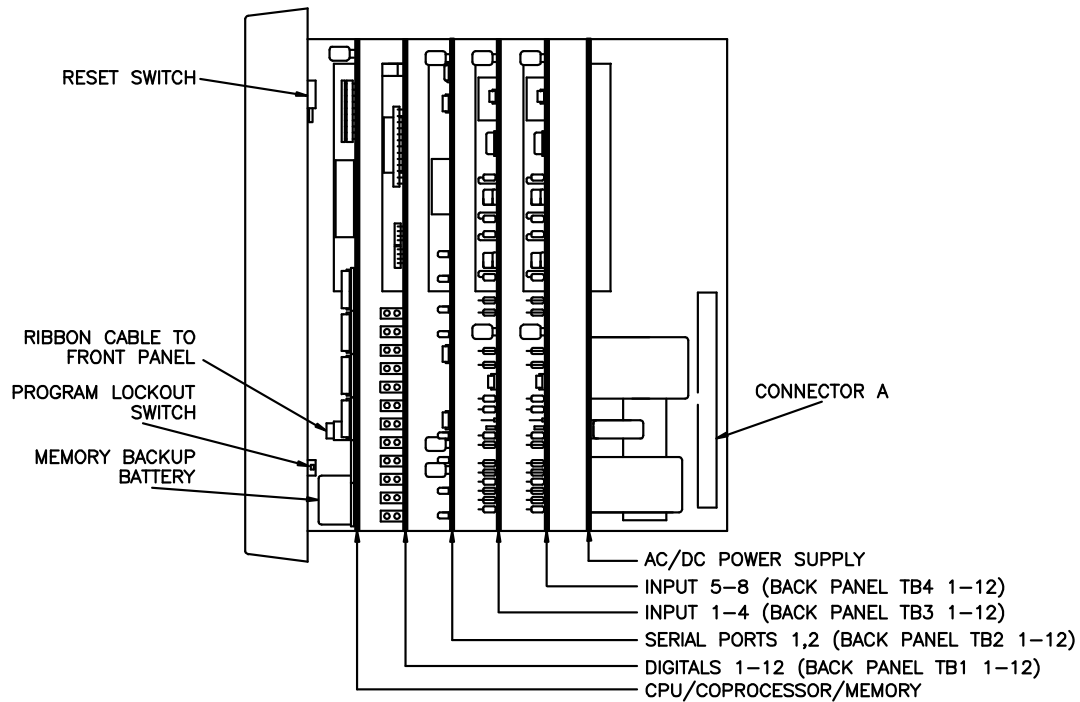 RESET SWITCH
RIBBON CABLE TO
FRONT PANEL
PROGRAM LOCKOUT
SWITCH
MEMORY BACKUP
BATTERY
CONNECTOR A
AC/DC POWER SUPPLY
INPUT 5-8 (BACK PANEL TB4 1-12)
INPUT 1-4 (BACK PANEL TB3 1-12)
SERIAL PORTS 1,2 (BACK PANEL TB2 1-12)
DIGITALS 1-12 (BACK PANEL TB1 1-12)
CPU/COPROCESSOR/MEMORY